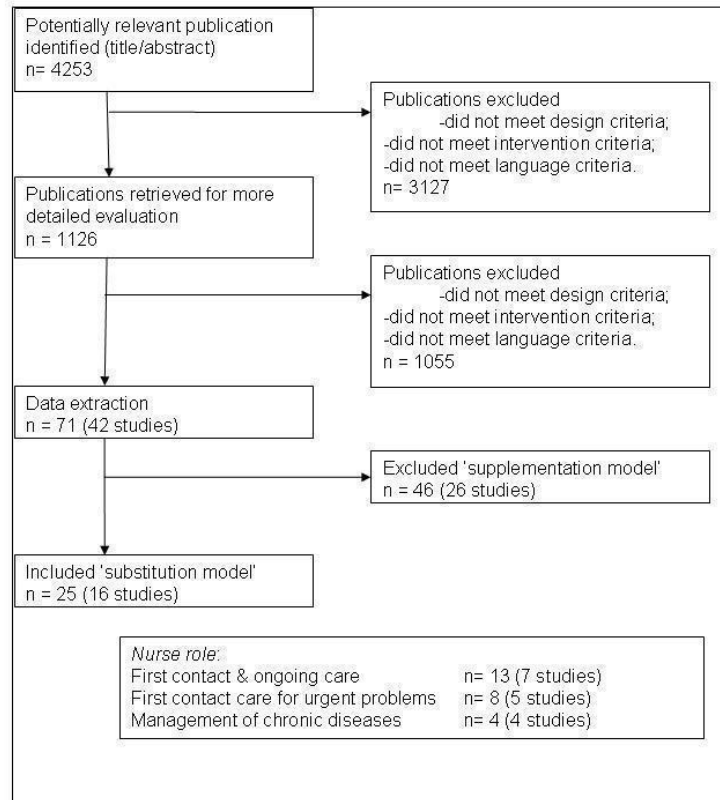 Potentially relevant publication
identified (title/abstract)
n= 4253
Publications excluded
-did not meet design criteria;
-did not meet intervention criteria;
-did not meet language criteria.
n= 3127
Publications retrieved for more
detailed evaluation
n = 1126
Publications excluded
-did not meet design criteria;
-did not meet intervention criteria;
-did not meet language criteria.
n = 1055
Data extraction
n = 71 (42 studies)
Excluded 'supplementation model'
n = 46 (26 studies)
Included 'substitution model'
n = 25 (16 studies)
Nurse role:
First contact & ongoing care n= 13 (7 studies)
First contact care for urgent problems n= 8 (5 studies)
Management of chronic diseases n= 4 (4 studies)